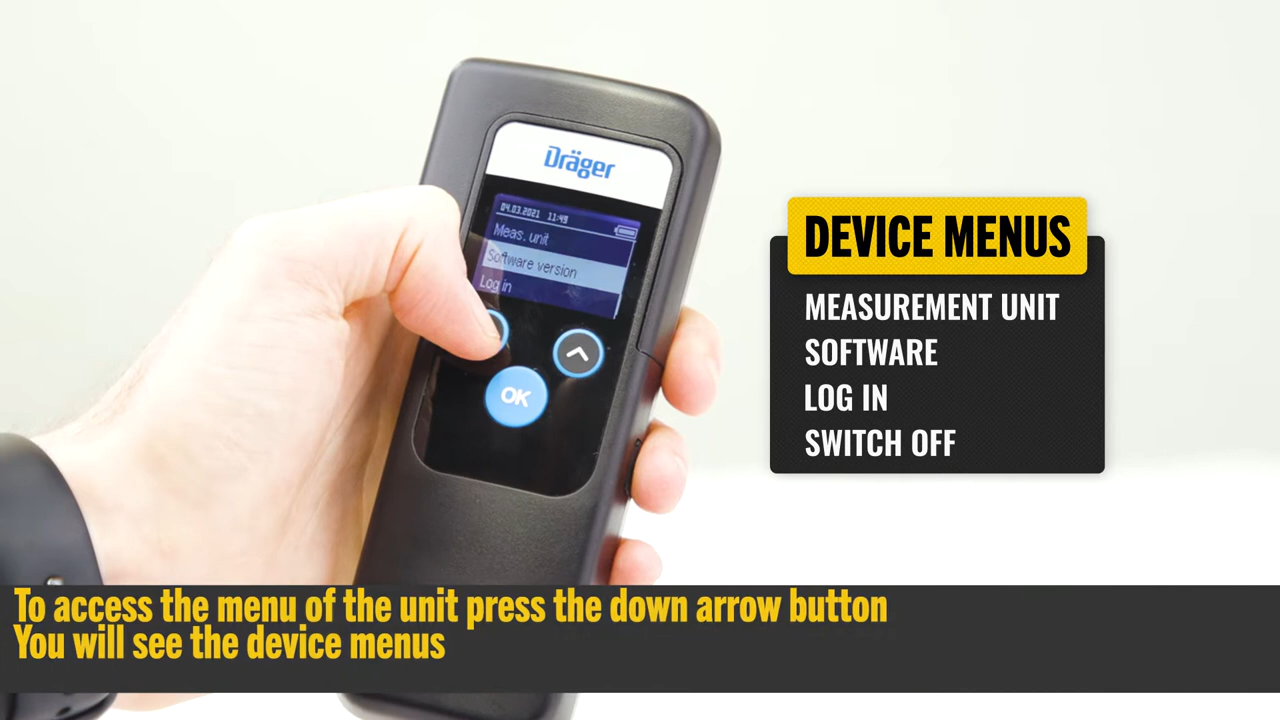 Dräger
04.03.2021 11:49
Meas. unit
Software version
Log in
OK
DEVICE MENUS
MEASUREMENT UNIT
SOFTWARE
LOG IN
SWITCH OFF
To access the menu of the unit press the down arrow button
You will see the device menus